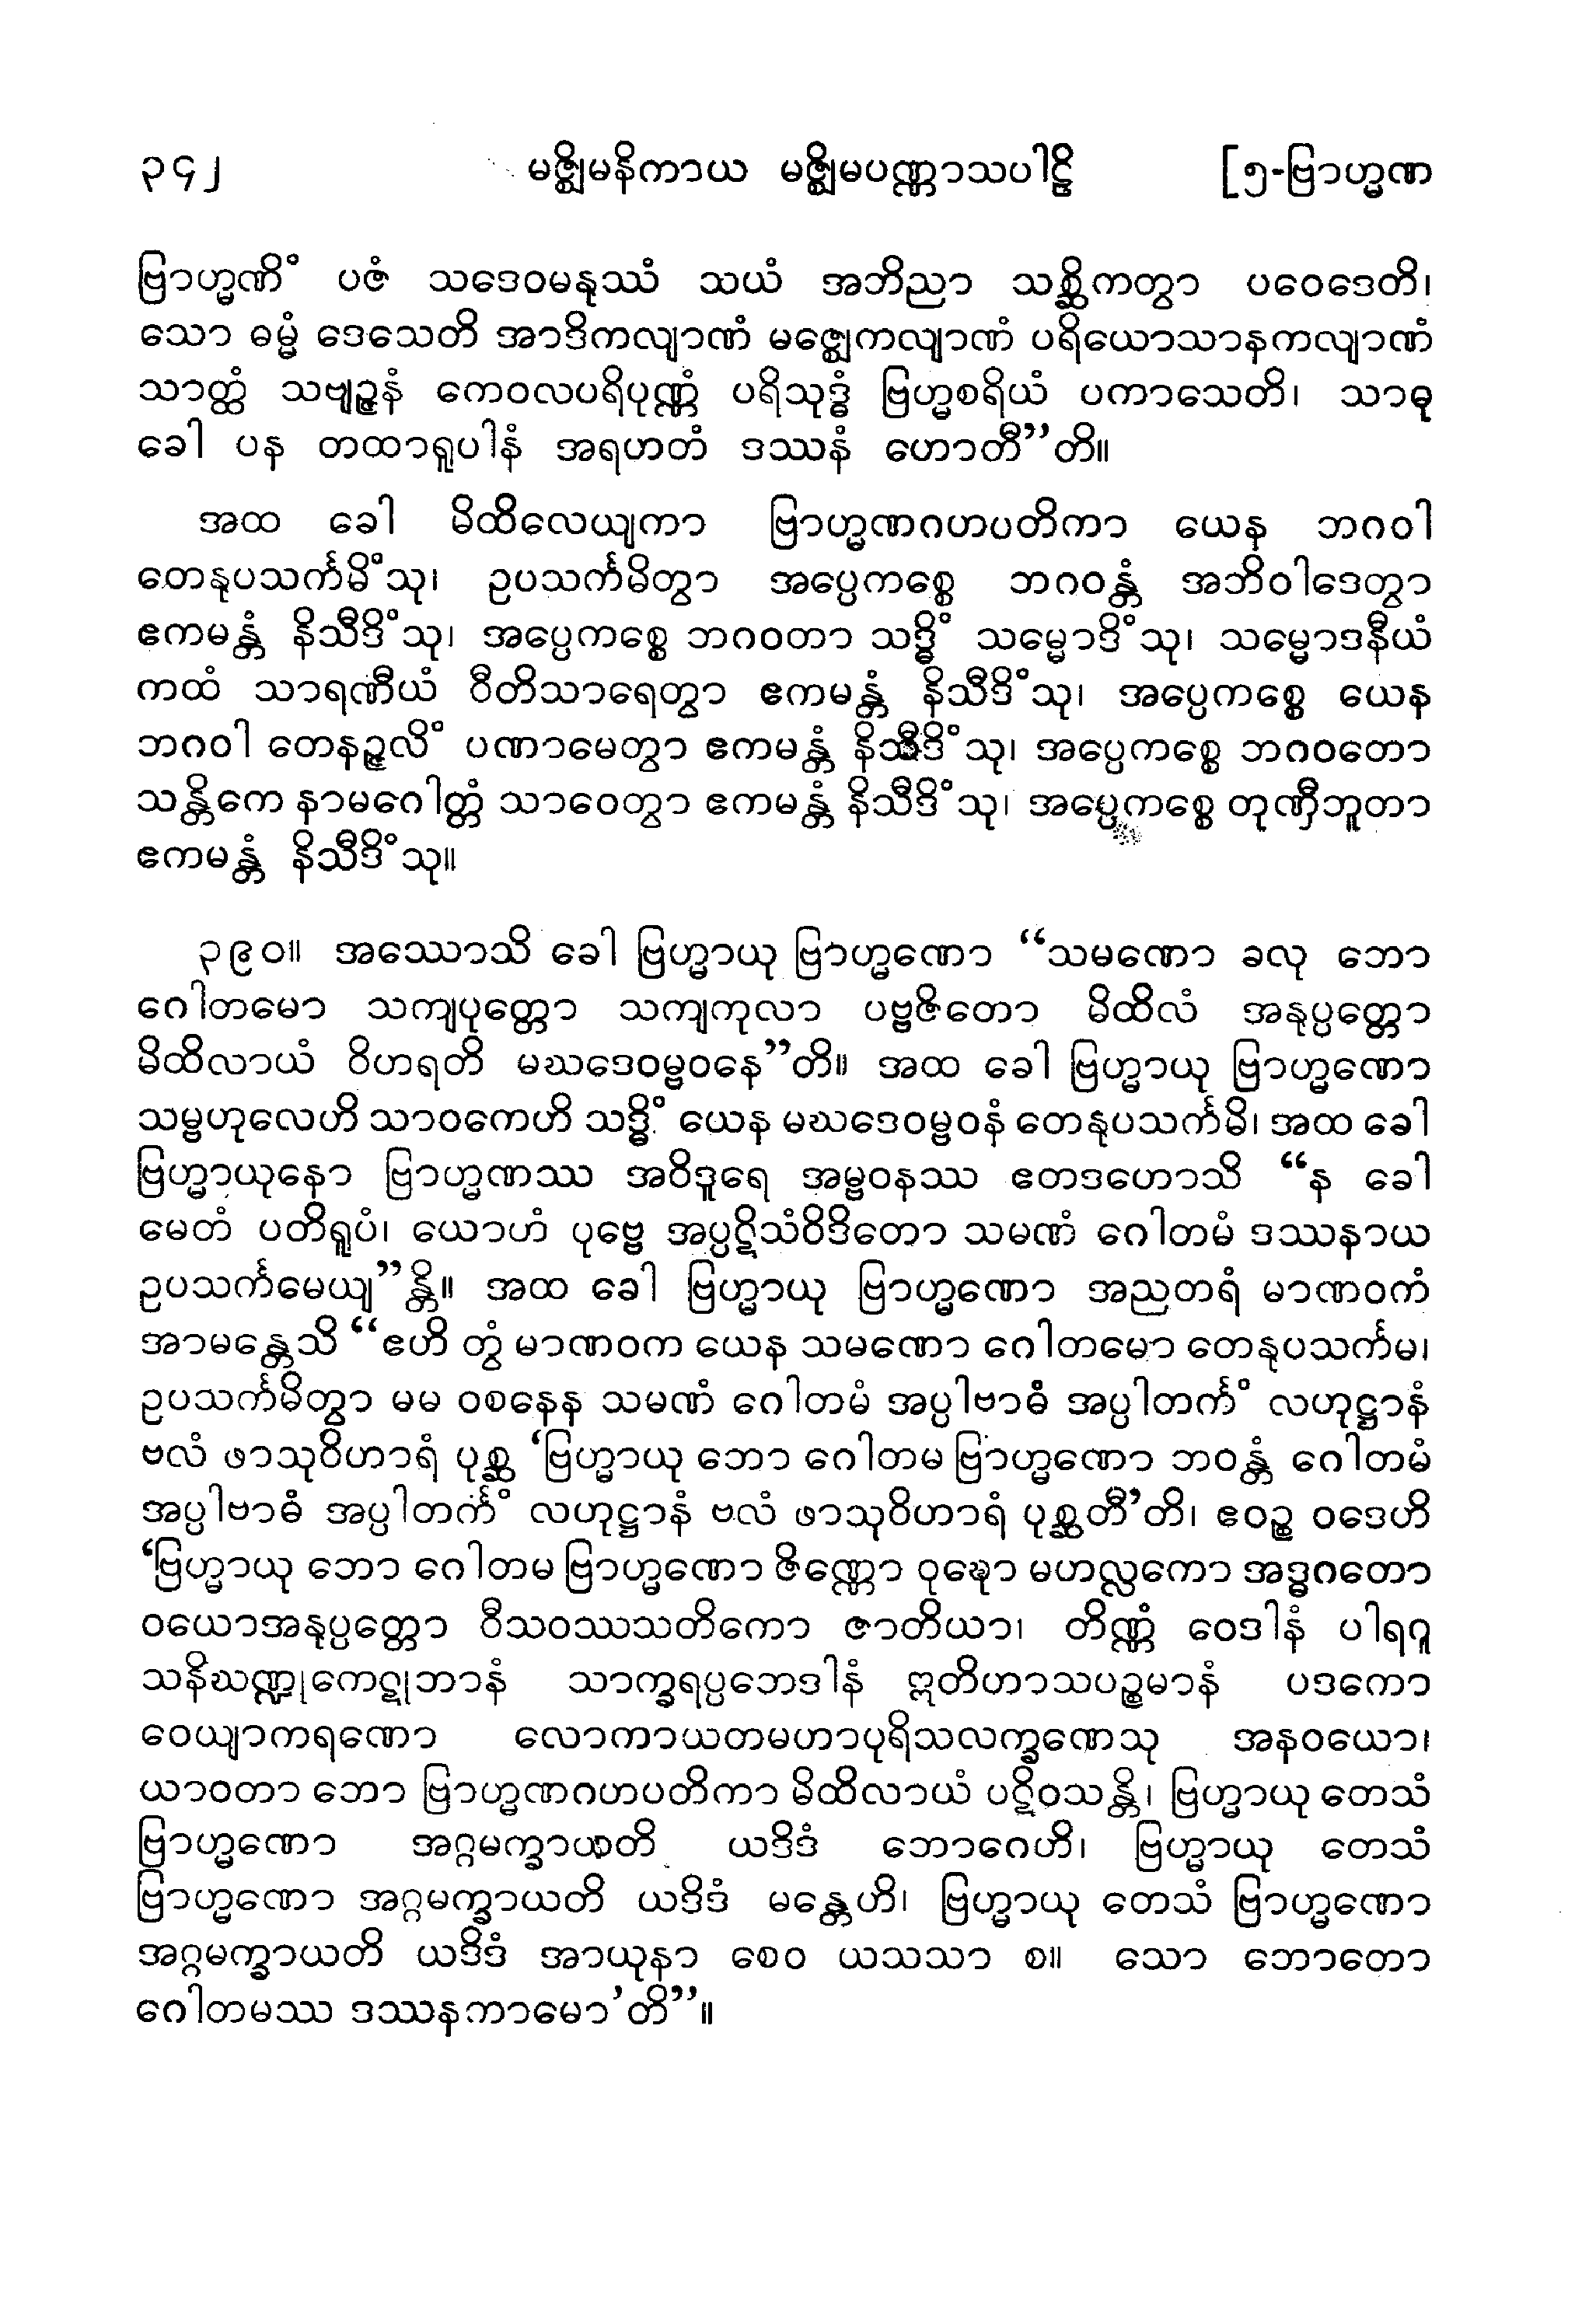 ၃၄၂ မဇ္ဈိမနိကာယ မဇ္ဈိမပဏ္ဏာသပါဠိ [၅-ဗြာဟ္မဏ
ဗြာဟ္မဏိံ ပဇံ သဒေဝမနုဿံ သယံ အဘိညာ သစ္ဆိကတွာ ပဝေဒေတိ၊
သော ဓမ္မံ ဒေသေတိ အာဒိကလျာဏံ မဇ္ဈေကလျာဏံ ပရိယောသာနကလျာဏံ
သာတ္ထံ သဗျဉ္ဇနံ ကေဝလပရိပုဏ္ဏံ ပရိသုဒ္ဓံ ဗြဟ္မစရိယံ ပကာသေတိ၊ သာဓု
ခေါ ပန တထာရူပါနံ အရဟတံ ဒဿနံ ဟောတီ”တိ။
အထ ခေါ မိထိလေယျကာ ဗြာဟ္မဏဂဟပတိကာ ယေန ဘဂဝါ
တေနုပသင်္ကမိံသု၊ ဥပသင်္ကမိတွာ အပ္ပေကစ္စေ ဘဂဝန္တံ အဘိဝါဒေတွာ
ဧကမန္တံ နိသီဒိံသု၊ အပ္ပေကစ္စေ ဘဂဝတာ သဒ္ဓိံ သမ္မောဒိံသု၊ သမ္မောဒနီယံ
ကထံ သာရဏီယံ ဝီတိသာရေတွာ ဧကမန္တံ နိသီဒိံသု၊ အပ္ပေကစ္စေ ယေန
ဘဂဝါ တေနဉ္ဇလိံ ပဏာမေတွာ ဧကမန္တံ နိသီဒိံသု၊ အပ္ပေကစ္စေ ဘဂဝတော
သန္တိကေ နာမဂေါတ္တံ သာဝေတွာ ဧကမန္တံ နိသီဒိံသု၊ အပ္ပေကစ္စေ တုဏှီဘူတာ
ဧကမန္တံ နိသီဒိံသု။
၃၉၀။ အဿောသိ ခေါ ဗြဟ္မာယု ဗြာဟ္မဏော “သမဏော ခလု ဘော
ဂေါတမော သကျပုတ္တော သကျကုလာ ပဗ္ဗဇိတော မိထိလံ အနုပ္ပတ္တော
မိထိလာယံ ဝိဟရတိ မဃဒေဝမ္ဗဝနေ”တိ။ အထ ခေါ ဗြဟ္မာယု ဗြာဟ္မဏော
သမ္ဗဟုလေဟိ သာဝကေဟိ သဒ္ဓိံ ယေန မဃဒေဝမ္ဗဝနံ တေနုပသင်္ကမိ၊ အထ ခေါ
ဗြဟ္မာယုနော ဗြာဟ္မဏဿ အဝိဒူရေ အမ္ဗဝနဿ ဧတဒဟောသိ “န ခေါ
မေတံ ပတိရူပံ၊ ယောဟံ ပုဗ္ဗေ အပ္ပဋိသံဝိဒိတော သမဏံ ဂေါတမံ ဒဿနာယ
ဥပသင်္ကမေယျ”န္တိ။ အထ ခေါ ဗြဟ္မာယု ဗြာဟ္မဏော အညတရံ မာဏဝကံ
အာမန္တေသိ “ဧဟိ တွံ မာဏဝက ယေန သမဏော ဂေါတမော တေနုပသင်္ကမ၊
ဥပသင်္ကမိတွာ မမ ဝစနေန သမဏံ ဂေါတမံ အပ္ပါဗာဓံ အပ္ပါတင်္ကံ လဟုဋ္ဌာနံ
ဗလံ ဖာသုဝိဟာရံ ပုစ္ဆ ‘ဗြဟ္မာယု ဘော ဂေါတမ ဗြာဟ္မဏော ဘဝန္တံ ဂေါတမံ
အပ္ပါဗာဓံ အပ္ပါတင်္ကံ လဟုဋ္ဌာနံ ဗလံ ဖာသုဝိဟာရံ ပုစ္ဆတီ’တိ၊ ဧဝဉ္စ ဝဒေဟိ
‘ဗြဟ္မာယု ဘော ဂေါတမ ဗြာဟ္မဏော ဇိဏ္ဏော ဝုဍ္ဎော မဟလ္လကော အဒ္ဓဂတော
ဝယောအနုပ္ပတ္တော ဝီသဝဿသတိကော ဇာတိယာ၊ တိဏ္ဏံ ဝေဒါနံ ပါရဂူ
သနိဃဏ္ဍုကေဋုဘာနံ သာက္ခရပ္ပဘေဒါနံ ဣတိဟာသပဉ္စမာနံ ပဒကော
ဝေယျာကရဏော လောကာယတမဟာပုရိသလက္ခဏေသု အနဝယော၊
ယာဝတာ ဘော ဗြာဟ္မဏဂဟပတိကာ မိထိလာယံ ပဋိဝသန္တိ၊ ဗြဟ္မာယု တေသံ
ဗြာဟ္မဏော အဂ္ဂမက္ခာယတိ ယဒိဒံ ဘောဂေဟိ၊ ဗြဟ္မာယု တေသံ
ဗြာဟ္မဏော အဂ္ဂမက္ခာယတိ ယဒိဒံ မန္တေဟိ၊ ဗြဟ္မာယု တေသံ ဗြာဟ္မဏော
အဂ္ဂမက္ခာယတိ ယဒိဒံ အာယုနာ စေဝ ယသသာ စ။ သော ဘောတော
ဂေါတမဿ ဒဿနကာမော’တိ”။